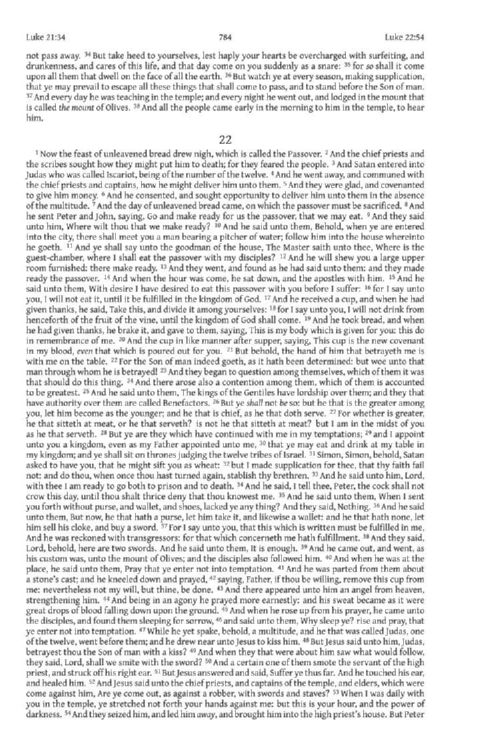 Luke 21:34 784 Luke 22:54
not pass away. 34 But take heed to yourselves, lest haply your hearts be overcharged with surfeiting, and
drunkenness, and cares of this life, and that day come on you suddenly as a snare: 35 for so shall it come
upon all them that dwell on the face of all the earth. 36 But watch ye at every season, making supplication,
that ye may prevail to escape all these things that shall come to pass, and to stand before the Son of man.
37 And every day he was teaching in the temple; and every night he went out, and lodged in the mount that
is called the mount of Olives. 38 And all the people came early in the morning to him in the temple, to hear
him.
22
1 Now the feast of unleavened bread drew nigh, which is called the Passover. 2 And the chief priests and
the scribes sought how they might put him to death; for they feared the people. 3 And Satan entered into
Judas who was called Iscariot, being of the number of the twelve. 4 And he went away, and communed with
the chief priests and captains, how he might deliver him unto them. 5 And they were glad, and covenanted
to give him money. 6 And he consented, and sought opportunity to deliver him unto them in the absence
of the multitude. 7 And the day of unleavened bread came, on which the passover must be sacrificed. 8 And
he sent Peter and John, saying, Go and make ready for us the passover, that we may eat. 9 And they said
unto him, Where wilt thou that we make ready? 10 And he said unto them, Behold, when ye are entered
into the city, there shall meet you a man bearing a pitcher of water; follow him into the house whereinto
he goeth. 11 And ye shall say unto the goodman of the house, The Master saith unto thee, Where is the
guest-chamber, where I shall eat the passover with my disciples? 12 And he will shew you a large upper
room furnished: there make ready. 13 And they went, and found as he had said unto them: and they made
ready the passover. 14 And when the hour was come, he sat down, and the apostles with him. 15 And he
said unto them, With desire I have desired to eat this passover with you before I suffer: 16 for I say unto
you, I will not eat it, until it be fulfilled in the kingdom of God. 17 And he received a cup, and when he had
given thanks, he said, Take this, and divide it among yourselves: 18 for I say unto you, I will not drink from
henceforth of the fruit of the vine, until the kingdom of God shall come. 19 And he took bread, and when
he had given thanks, he brake it, and gave to them, saying, This is my body which is given for you: this do
in remembrance of me. 20 And the cup in like manner after supper, saying, This cup is the new covenant
in my blood, even that which is poured out for you. 21 But behold, the hand of him that betrayeth me is
with me on the table. 22 For the Son of man indeed goeth, as it hath been determined: but woe unto that
man through whom he is betrayed! 23 And they began to question among themselves, which of them it was
that should do this thing. 24 And there arose also a contention among them, which of them is accounted
to be greatest. 25 And he said unto them, The kings of the Gentiles have lordship over them; and they that
have authority over them are called Benefactors. 26 But ye shall not be so: but he that is the greater among
you, let him become as the younger; and he that is chief, as he that doth serve. 27 For whether is greater,
he that sitteth at meat, or he that serveth? is not he that sitteth at meat? but I am in the midst of you
as he that serveth. 28 But ye are they which have continued with me in my temptations; 29 and I appoint
unto you a kingdom, even as my Father appointed unto me, 30 that ye may eat and drink at my table in
my kingdom; and ye shall sit on thrones judging the twelve tribes of Israel. 31 Simon, Simon, behold, Satan
asked to have you, that he might sift you as wheat: 32 but I made supplication for thee, that thy faith fail
not: and do thou, when once thou hast turned again, stablish thy brethren. 33 And he said unto him, Lord,
with thee I am ready to go both to prison and to death. 34 And he said, I tell thee, Peter, the cock shall not
crow this day, until thou shalt thrice deny that thou knowest me. 35 And he said unto them, When I sent
you forth without purse, and wallet, and shoes, lacked ye any thing? And they said, Nothing. 36 And he said
unto them, But now, he that hath a purse, let him take it, and likewise a wallet: and he that hath none, let
him sell his cloke, and buy a sword. 37 For I say unto you, that this which is written must be fulfilled in me,
And he was reckoned with transgressors: for that which concerneth me hath fulfillment. 38 And they said,
Lord, behold, here are two swords. And he said unto them, It is enough. 39 And he came out, and went, as
his custom was, unto the mount of Olives; and the disciples also followed him. 40 And when he was at the
place, he said unto them, Pray that ye enter not into temptation. 41 And he was parted from them about
a stone's cast; and he kneeled down and prayed, 42 saying, Father, if thou be willing, remove this cup from
me: nevertheless not my will, but thine, be done. 43 And there appeared unto him an angel from heaven,
strengthening him. 44 And being in an agony he prayed more earnestly: and his sweat became as it were
great drops of blood falling down upon the ground. 45 And when he rose up from his prayer, he came unto
the disciples, and found them sleeping for sorrow, 46 and said unto them, Why sleep ye? rise and pray, that
ye enter not into temptation. 47 While he yet spake, behold, a multitude, and he that was called Judas, one
of the twelve, went before them; and he drew near unto Jesus to kiss him. 48 But Jesus said unto him, Judas,
betrayest thou the Son of man with a kiss? 49 And when they that were about him saw what would follow,
they said, Lord, shall we smite with the sword? 50 And a certain one of them smote the servant of the high
priest, and struck off his right ear. 51 But Jesus answered and said, Suffer ye thus far. And he touched his ear,
and healed him. 52 And Jesus said unto the chief priests, and captains of the temple, and elders, which were
come against him, Are ye come out, as against a robber, with swords and staves? 53 When I was daily with
you in the temple, ye stretched not forth your hands against me: but this is your hour, and the power of
darkness. 54 And they seized him, and led him away, and brought him into the high priest's house. But Peter